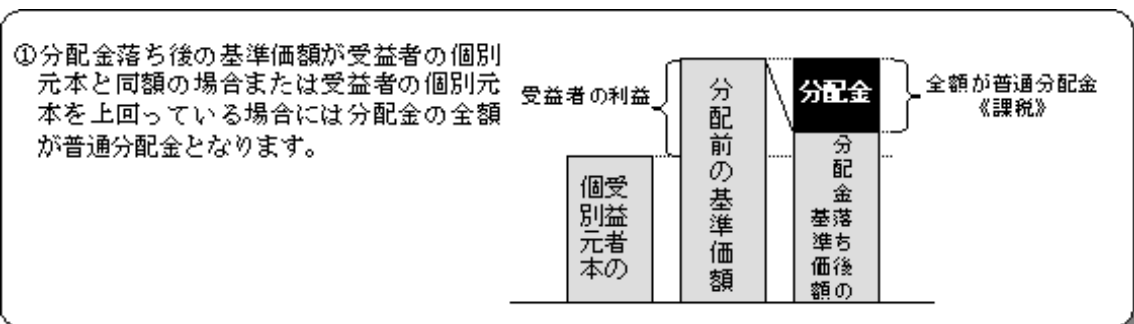 ①分配金落ち後の基準価額が受益者の個別
元本と同額の場合または受益者の個別元
本を上回っている場合には分配金の全額
が普通分配金となります。
受益者の利益
受益者の
個別元本
分配前の基準価額
分配金
分配金落ち後の
基準価額
全額が普通分配金
《課税》